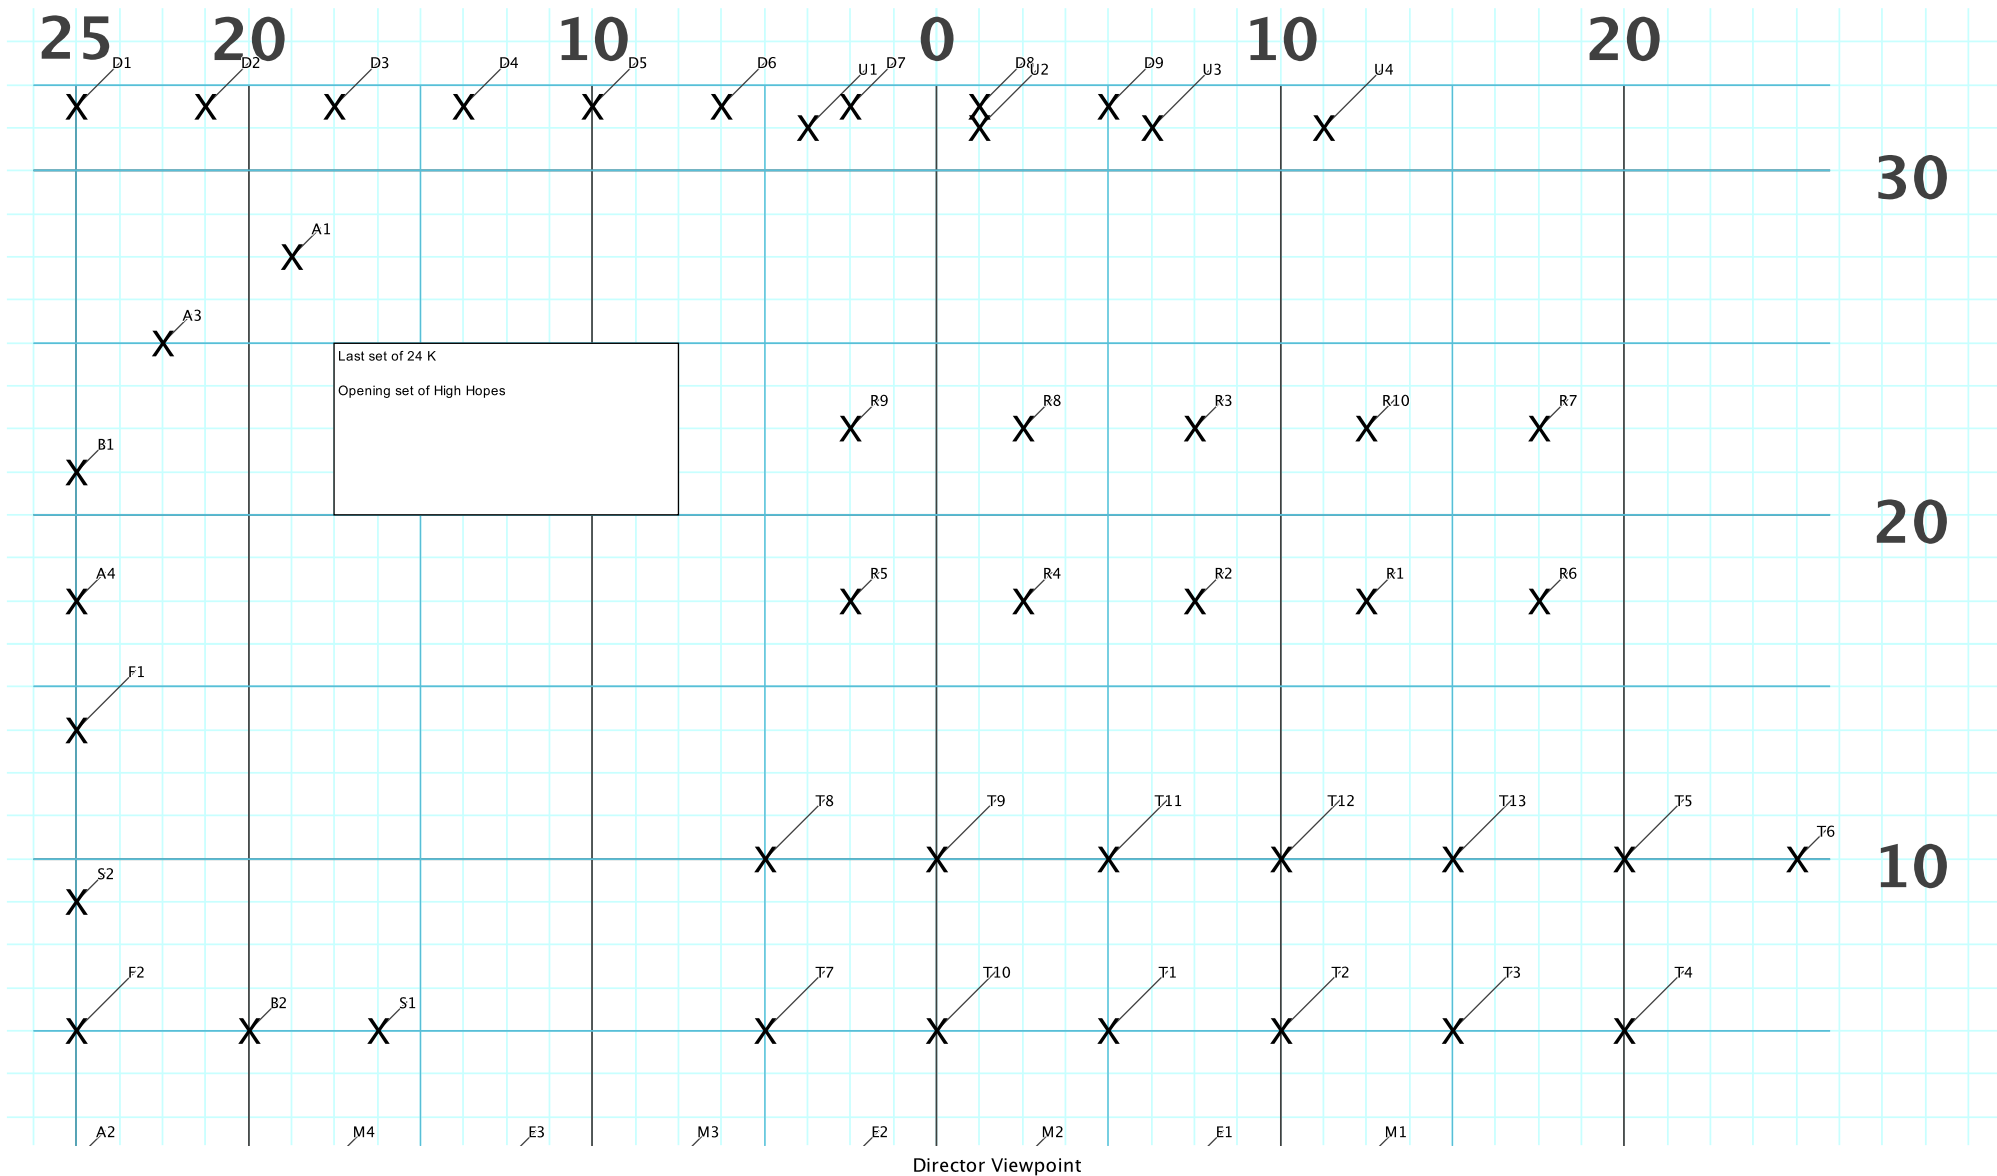 25 20 10 0 10 20
D1 D2 D3 D4 D5 D6 U1 D7 D8 U2 D9 U3 U4
30
A1
A3
Last set of 24 K
Opening set of High Hopes
R9 R8 R3 R10 R7
B1
20
A4 R5 R4 R2 R1 R6
F1
T8 T9 T11 T12 T13 T5 T6
10
S2
F2 B2 S1 T7 T10 T1 T2 T3 T4
A2 M4 E3 M3 E2 M2 E1 M1
Director Viewpoint